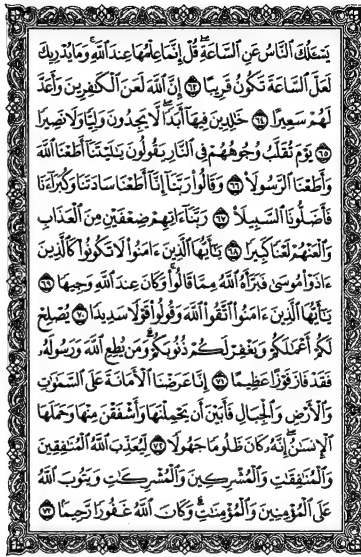 يَسْـَٔلُكَ ٱلنَّاسُ عَنِ ٱلسَّاعَةِۖ قُلْ إِنَّمَا عِلْمُهَا عِندَ ٱللَّهِۚ وَمَا يُدْرِيكَ
لَعَلَّ ٱلسَّاعَةَ تَكُونُ قَرِيبًا ٦٣ إِنَّ ٱللَّهَ لَعَنَ ٱلْكَٰفِرِينَ وَأَعَدَّ
لَهُمْ سَعِيرًا ٦٤ خَٰلِدِينَ فِيهَآ أَبَدًاۖ لَّا يَجِدُونَ وَلِيًّا وَلَا نَصِيرًا
٦٥ يَوْمَ تُقَلَّبُ وُجُوهُهُمْ فِى ٱلنَّارِ يَقُولُونَ يَٰلَيْتَنَآ أَطَعْنَا ٱللَّهَ
وَأَطَعْنَا ٱلرَّسُولَا۠ ٦٦ وَقَالُوا۟ رَبَّنَآ إِنَّآ أَطَعْنَا سَادَتَنَا وَكُبَرَآءَنَا
فَأَضَلُّونَا ٱلسَّبِيلَا۠ ٦٧ رَبَّنَآ ءَاتِهِمْ ضِعْفَيْنِ مِنَ ٱلْعَذَابِ
وَٱلْعَنْهُمْ لَعْنًا كَبِيرًا ٦٨ يَٰٓأَيُّهَا ٱلَّذِينَ ءَامَنُوا۟ لَا تَكُونُوا۟ كَٱلَّذِينَ
ءَاذَوْا۟ مُوسَىٰ فَبَرَّأَهُ ٱللَّهُ مِمَّا قَالُوا۟ۚ وَكَانَ عِندَ ٱللَّهِ وَجِيهًا ٦٩
يَٰٓأَيُّهَا ٱلَّذِينَ ءَامَنُوا۟ ٱتَّقُوا۟ ٱللَّهَ وَقُولُوا۟ قَوْلًا سَدِيدًا ٧٠ يُصْلِحْ
لَكُمْ أَعْمَٰلَكُمْ وَيَغْفِرْ لَكُمْ ذُنُوبَكُمْۗ وَمَن يُطِعِ ٱللَّهَ وَرَسُولَهُۥ
فَقَدْ فَازَ فَوْزًا عَظِيمًا ٧١ إِنَّا عَرَضْنَا ٱلْأَمَانَةَ عَلَى ٱلسَّمَٰوَٰتِ
وَٱلْأَرْضِ وَٱلْجِبَالِ فَأَبَيْنَ أَن يَحْمِلْنَهَا وَأَشْفَقْنَ مِنْهَا وَحَمَلَهَا
ٱلْإِنسَٰنُۖ إِنَّهُۥ كَانَ ظَلُومًا جَهُولًا ٧٢ لِّيُعَذِّبَ ٱللَّهُ ٱلْمُنَٰفِقِينَ
وَٱلْمُنَٰفِقَٰتِ وَٱلْمُشْرِكِينَ وَٱلْمُشْرِكَٰتِ وَيَتُوبَ ٱللَّهُ
عَلَى ٱلْمُؤْمِنِينَ وَٱلْمُؤْمِنَٰتِۗ وَكَانَ ٱللَّهُ غَفُورًا رَّحِيمًۢا ٧٣